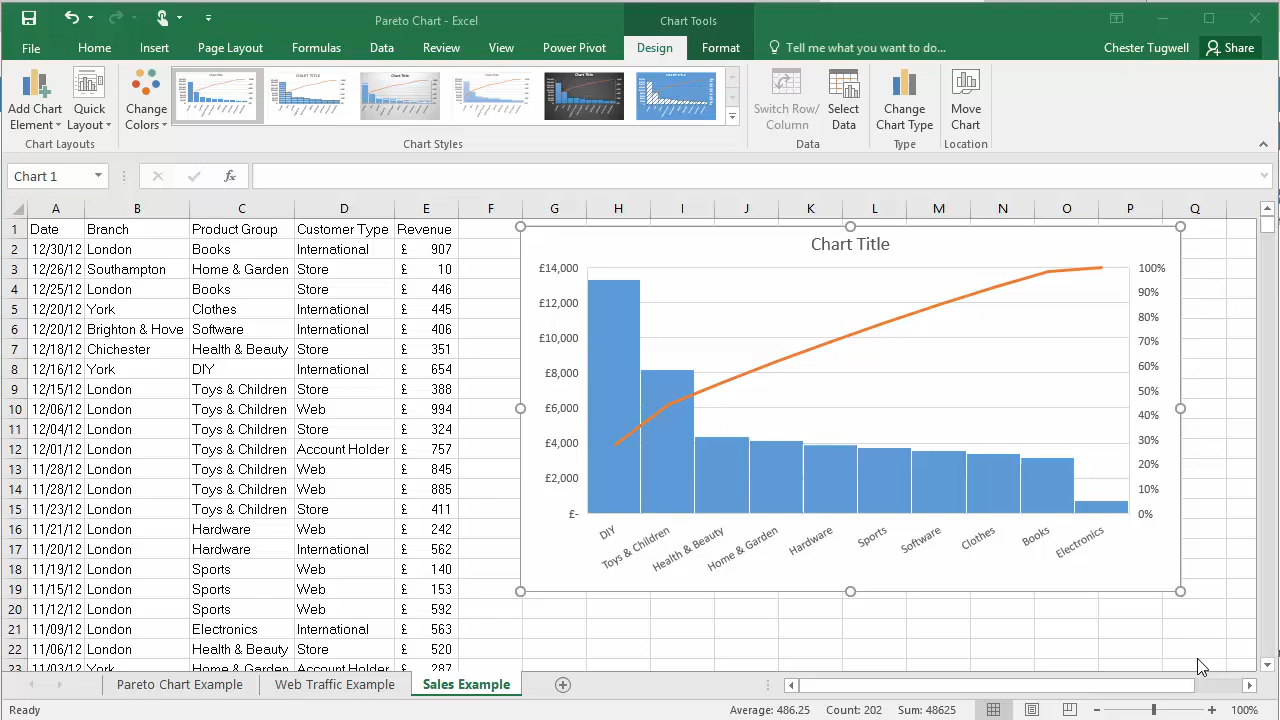 Pareto Chart - Excel
Chart Tools
File Home Insert Page Layout Formulas Data Review View Power Pivot Design Format Tell me what you want to do... Chester Tugwell Share
Add Chart Element
Quick Layout
Change Colors
Switch Row/ Column
Select Data
Change Chart Type
Move Chart
Chart Layouts Chart Styles Data Type Location
Chart 1 fx
A B C D E F G H I J K L M N O P Q
1 Date Branch Product Group Customer Type Revenue
2 12/30/12 London Books International £ 907
3 12/26/12 Southampton Home & Garden Store £ 10
4 12/25/12 London Books Store £ 446
5 12/20/12 York Clothes International £ 445
6 12/20/12 Brighton & Hove Software International £ 406
7 12/18/12 Chichester Health & Beauty Store £ 351
8 12/16/12 York DIY International £ 654
9 12/15/12 London Toys & Children Store £ 388
10 12/06/12 London Toys & Children Web £ 994
11 12/04/12 London Toys & Children Store £ 324
12 12/01/12 London Toys & Children Account Holder £ 757
13 11/28/12 London Toys & Children Web £ 845
14 11/28/12 London Toys & Children Web £ 885
15 11/23/12 London Toys & Children Store £ 411
16 11/21/12 London Hardware Web £ 242
17 11/20/12 London Hardware International £ 562
18 11/19/12 London Sports Web £ 140
19 11/15/12 London Sports Web £ 153
20 11/12/12 London Sports Web £ 592
21 11/09/12 London Electronics International £ 563
22 11/06/12 London Health & Beauty Store £ 520
23 11/03/12 York Home & Garden Account Holder £ 287
Chart Title
£14,000
£12,000
£10,000
£8,000
£6,000
£4,000
£2,000
£-
100%
90%
80%
70%
60%
50%
40%
30%
20%
10%
0%
DIY
Toys & Children
Health & Beauty
Home & Garden
Hardware
Sports
Software
Clothes
Books
Electronics
Pareto Chart Example Web Traffic Example Sales Example
Ready Average: 486.25 Count: 202 Sum: 48625 100%